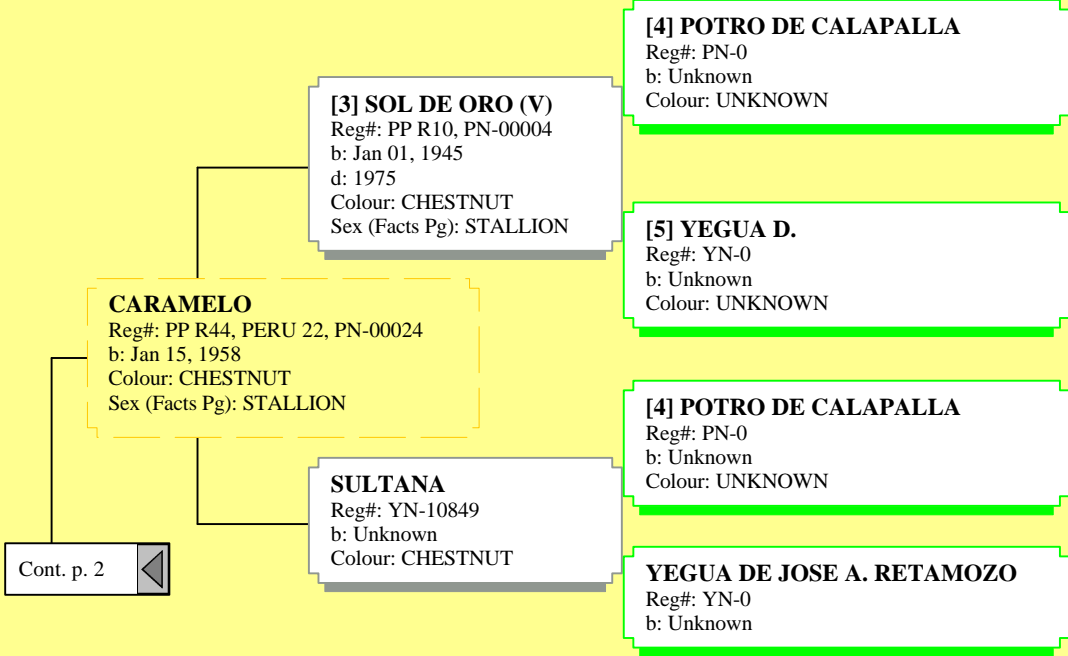 [4] POTRO DE CALAPALLA
Reg#: PN-0
b: Unknown
Colour: UNKNOWN
[3] SOL DE ORO (V)
Reg#: PP R10, PN-00004
b: Jan 01, 1945
d: 1975
Colour: CHESTNUT
Sex (Facts Pg): STALLION
[5] YEGUA D.
Reg#: YN-0
b: Unknown
Colour: UNKNOWN
CARAMELO
Reg#: PP R44, PERU 22, PN-00024
b: Jan 15, 1958
Colour: CHESTNUT
Sex (Facts Pg): STALLION
[4] POTRO DE CALAPALLA
Reg#: PN-0
b: Unknown
Colour: UNKNOWN
SULTANA
Reg#: YN-10849
b: Unknown
Colour: CHESTNUT
YEGUA DE JOSE A. RETAMOZO
Reg#: YN-0
b: Unknown
Cont. p. 2